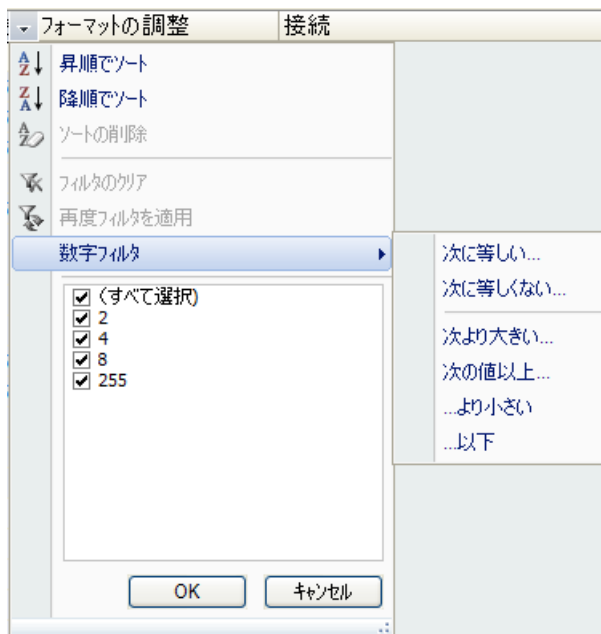 フォーマットの調整
接続
昇順でソート
降順でソート
ソートの削除
フィルタのクリア
再度フィルタを適用
数字フィルタ
次に等しい...
次に等しくない...
次より大きい...
次の値以上...
...より小さい
...以下
(すべて選択)
2
4
8
255
OK
キャンセル